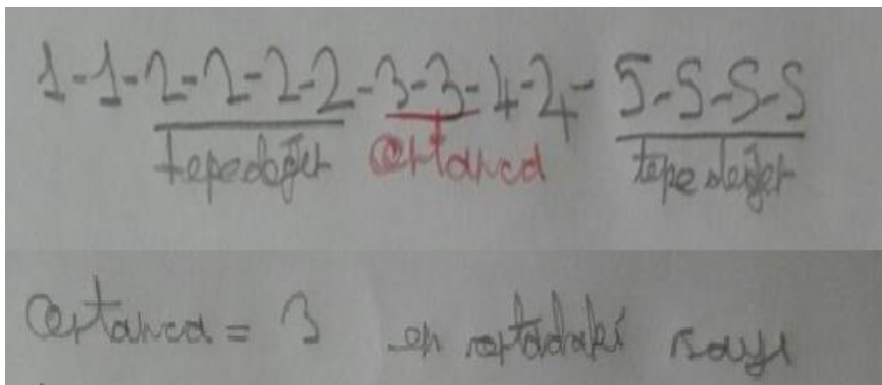 1-1-2-2-2-2-3-3-4-4-5-5-5-5
tepedeğer ortanca tepedeğer
Ortanca = 3 en ortadaki sayı